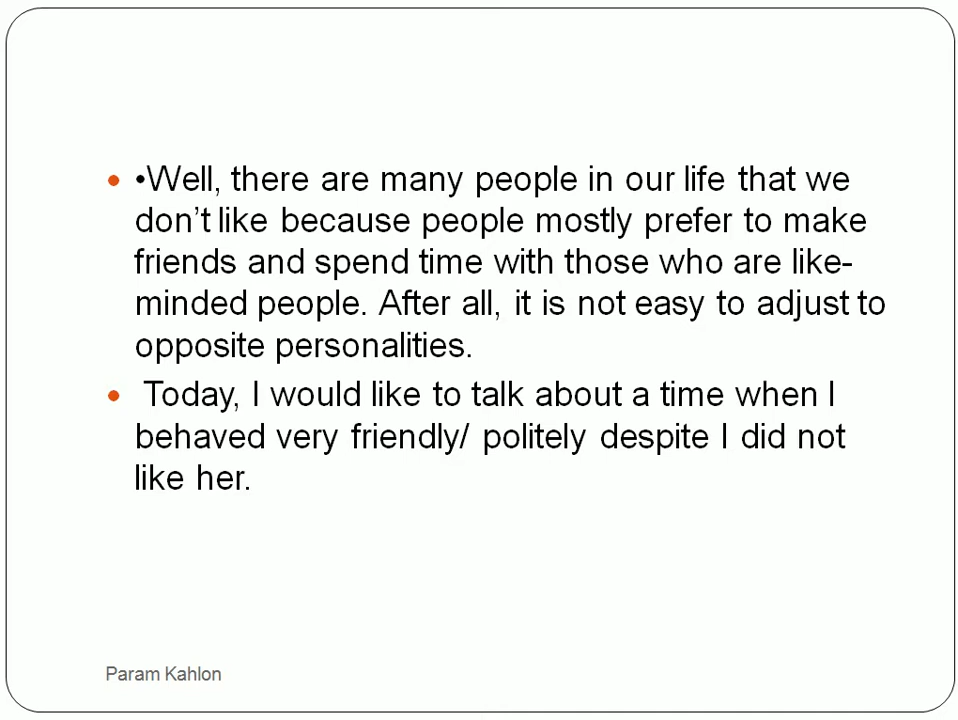 • •Well, there are many people in our life that we
don’t like because people mostly prefer to make
friends and spend time with those who are like-
minded people. After all, it is not easy to adjust to
opposite personalities.
• Today, I would like to talk about a time when I
behaved very friendly/ politely despite I did not
like her.
Param Kahlon